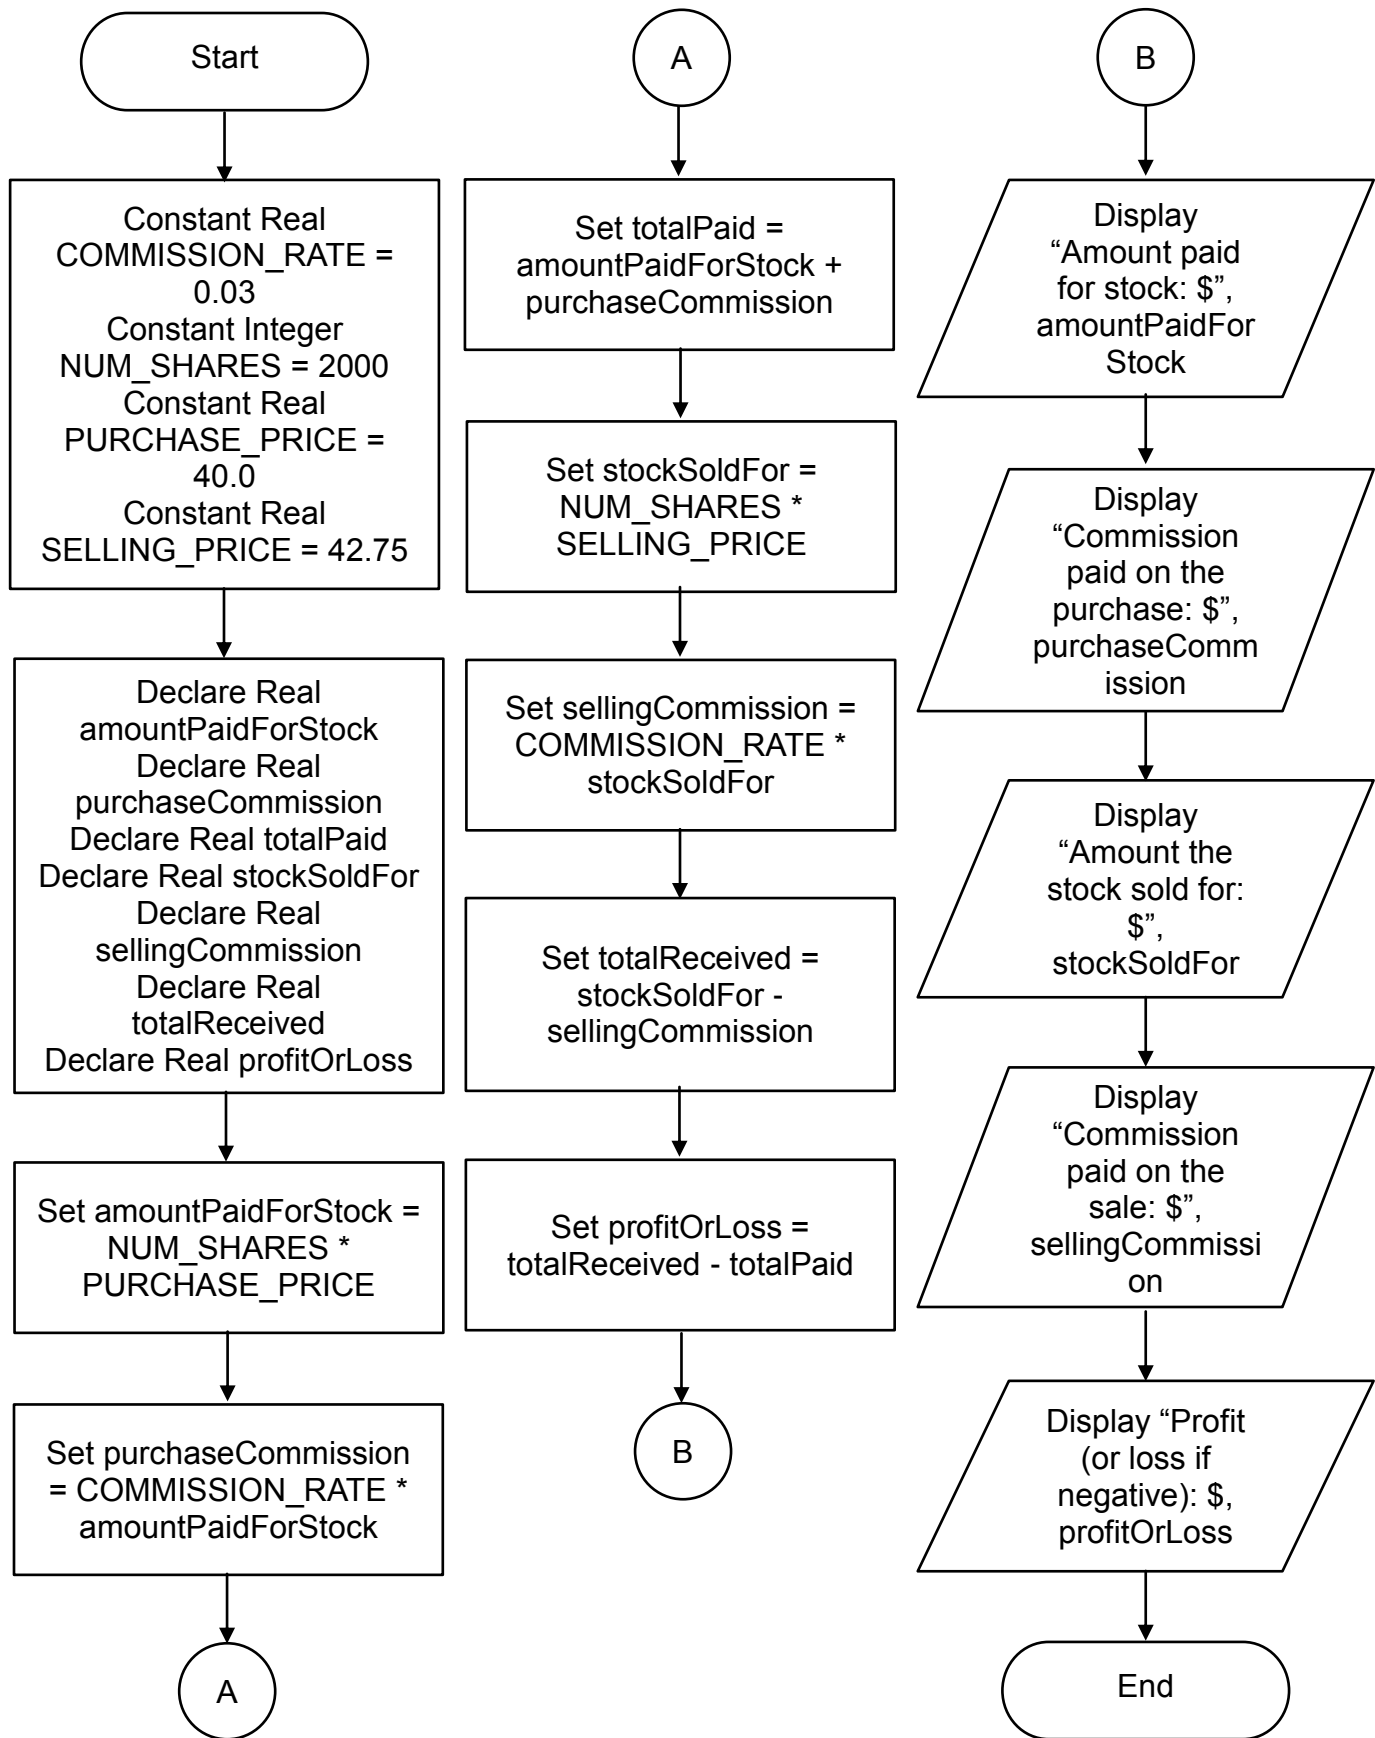 Start
Constant Real
COMMISSION_RATE =
0.03
Constant Integer
NUM_SHARES = 2000
Constant Real
PURCHASE_PRICE =
40.0
Constant Real
SELLING_PRICE = 42.75
Declare Real
amountPaidForStock
Declare Real
purchaseCommission
Declare Real totalPaid
Declare Real stockSoldFor
Declare Real
sellingCommission
Declare Real
totalReceived
Declare Real profitOrLoss
Set amountPaidForStock =
NUM_SHARES *
PURCHASE_PRICE
Set purchaseCommission
= COMMISSION_RATE *
amountPaidForStock
A
A
Set totalPaid =
amountPaidForStock +
purchaseCommission
Set stockSoldFor =
NUM_SHARES *
SELLING_PRICE
Set sellingCommission =
COMMISSION_RATE *
stockSoldFor
Set totalReceived =
stockSoldFor -
sellingCommission
Set profitOrLoss =
totalReceived - totalPaid
B
B
Display
“Amount paid
for stock: $”,
amountPaidFor
Stock
Display
“Commission
paid on the
purchase: $”,
purchaseComm
ission
Display
“Amount the
stock sold for:
$”,
stockSoldFor
Display
“Commission
paid on the
sale: $”,
sellingCommissi
on
Display “Profit
(or loss if
negative): $,
profitOrLoss
End